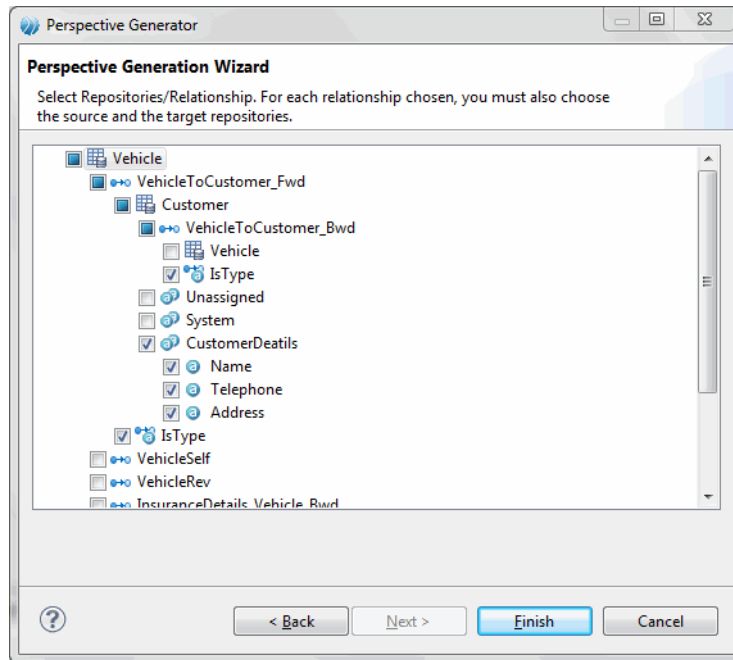 Perspective Generator
Perspective Generation Wizard
Select Repositories/Relationship. For each relationship chosen, you must also choose
the source and the target repositories.
Vehicle
VehicleToCustomer_Fwd
Customer
VehicleToCustomer_Bwd
Vehicle
IsType
Unassigned
System
CustomerDeatils
Name
Telephone
Address
IsType
VehicleSelf
VehicleRev
InsuranceDetails_Vehicle_Bwd
< Back Next > Finish Cancel